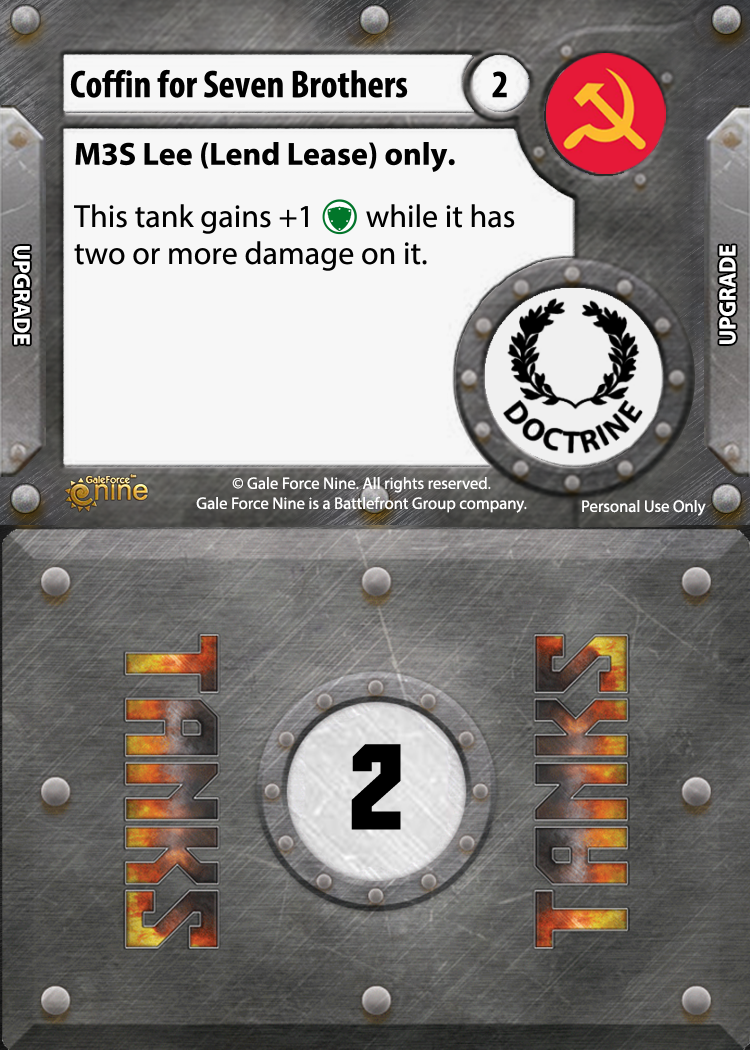 Coffin for Seven Brothers
2
M3S Lee (Lend Lease) only.
This tank gains +1 while it has
two or more damage on it.
UPGRADE
UPGRADE
DOCTRINE
GaleForce™
nine
© Gale Force Nine. All rights reserved.
Gale Force Nine is a Battlefront Group company.
Personal Use Only
TANKS
2
TANKS